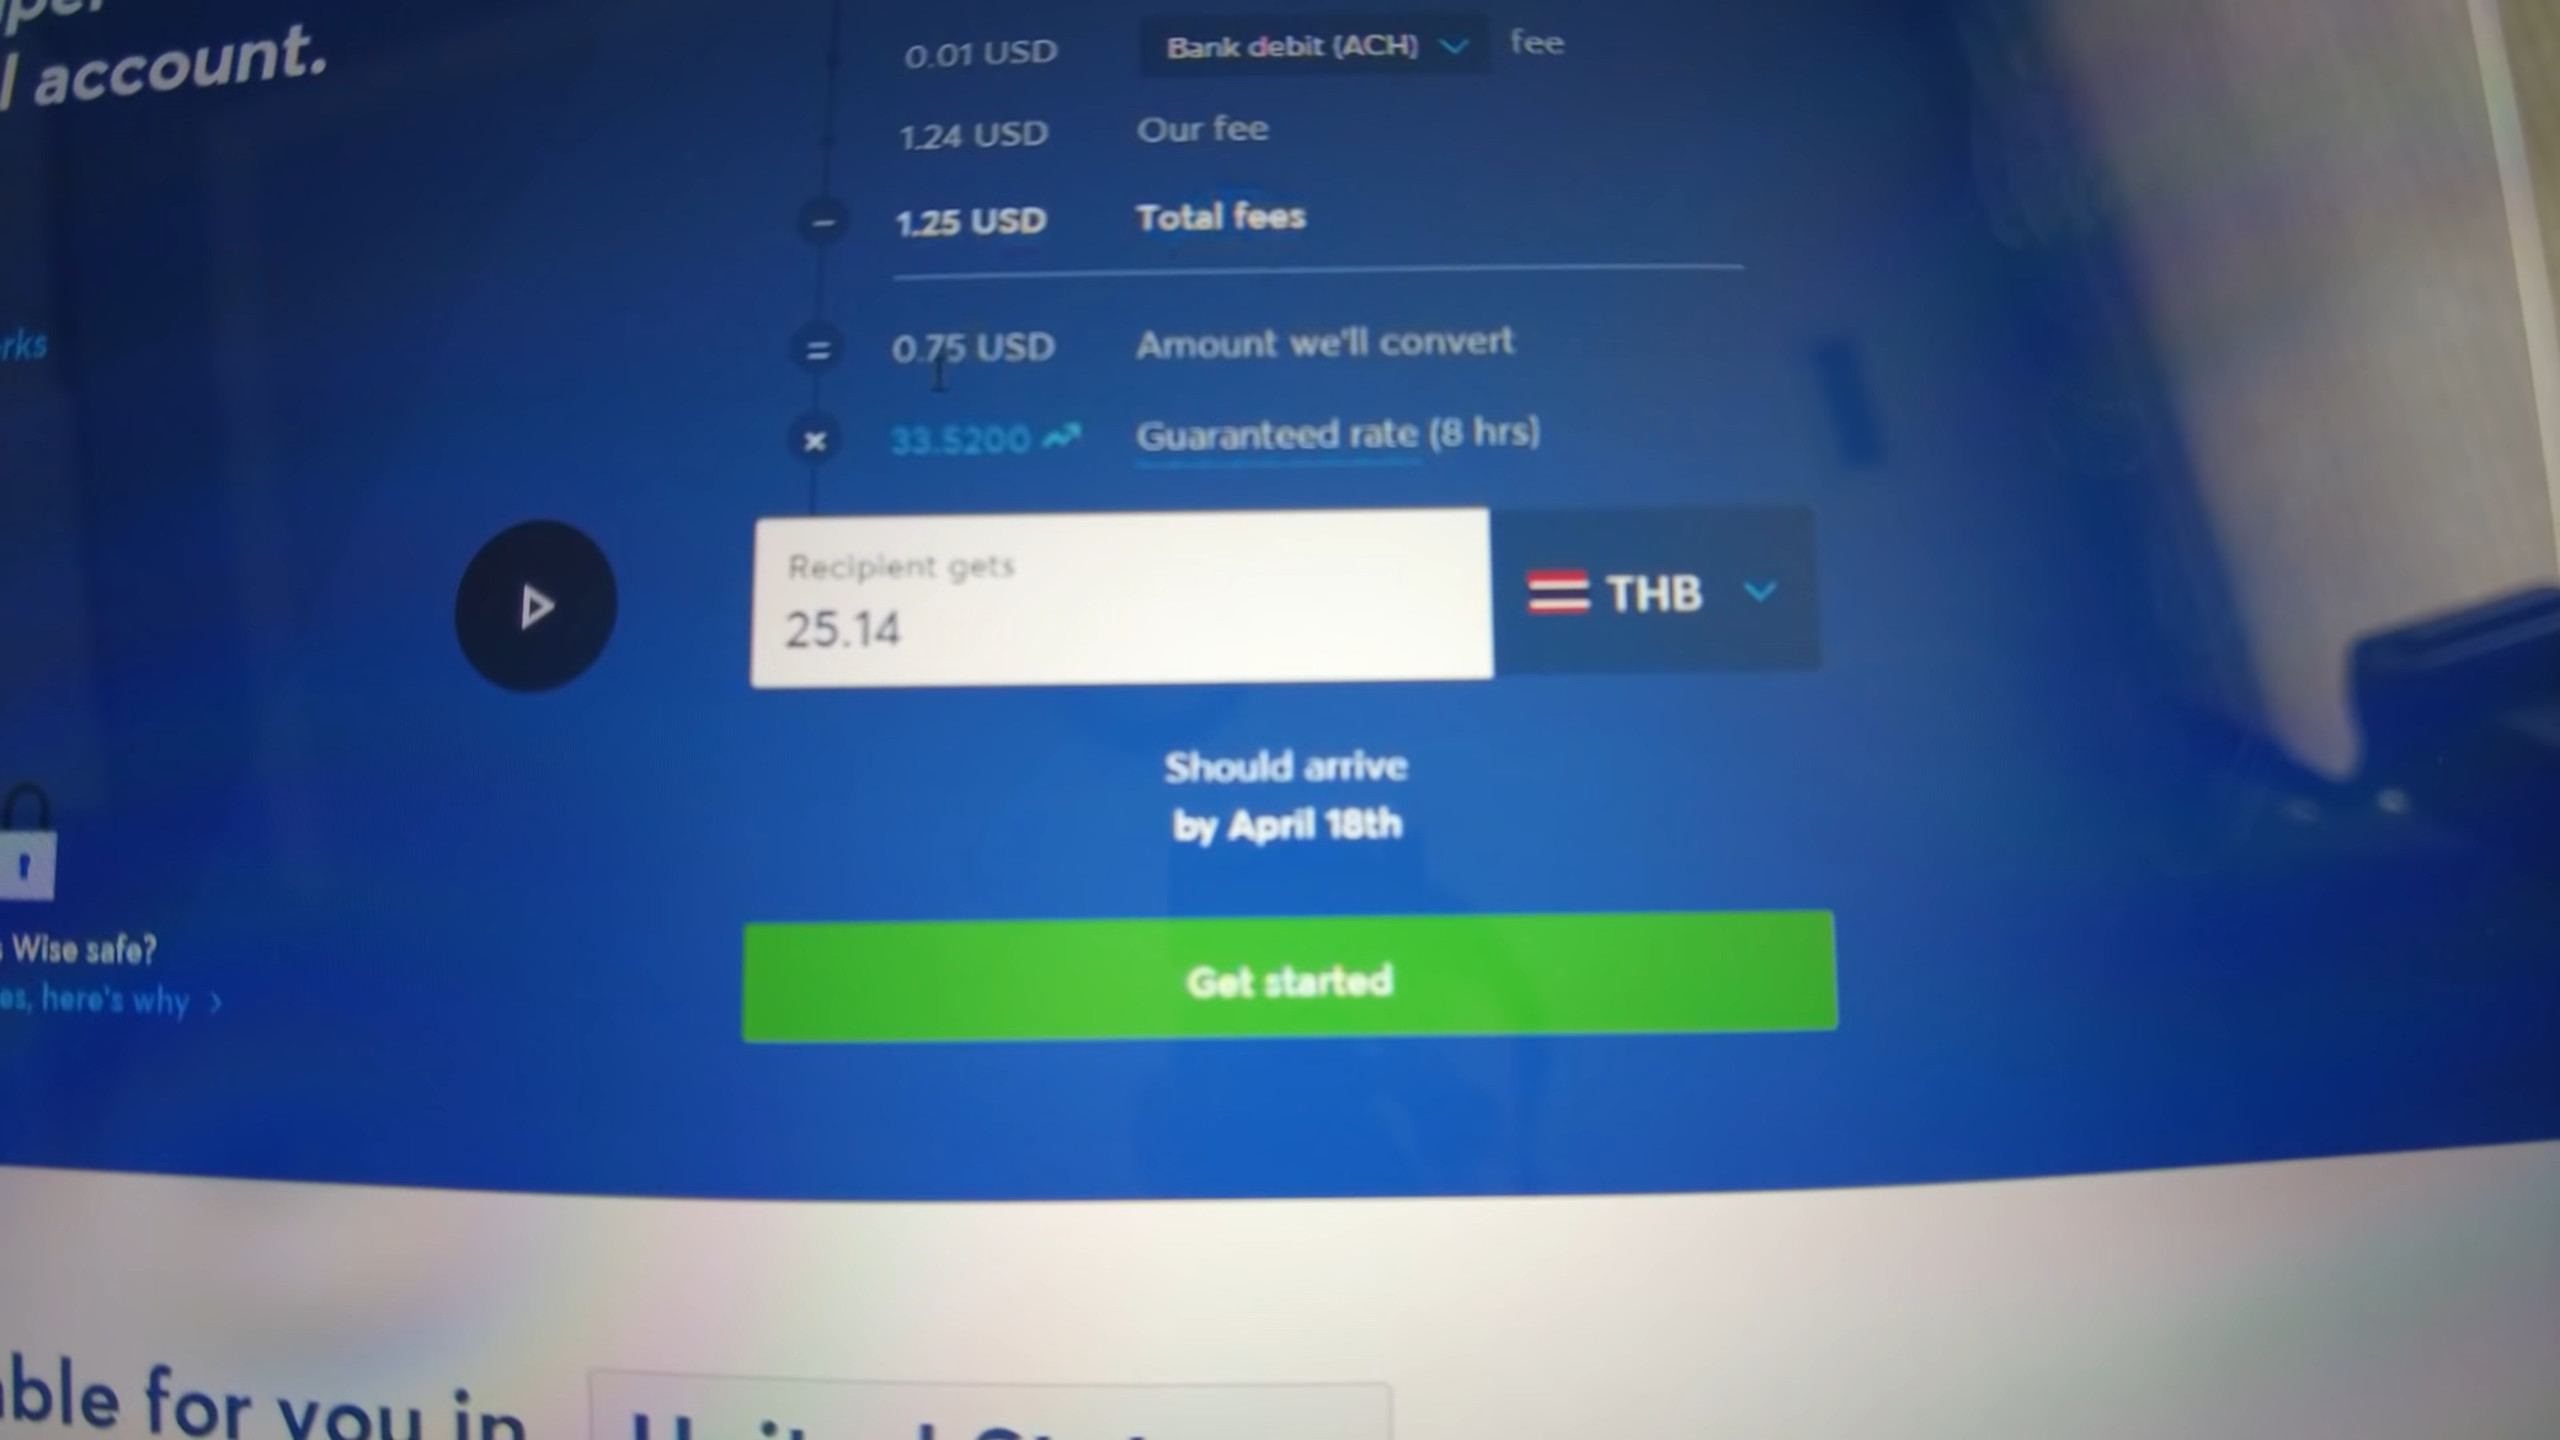 account.
0.01 USD Bank debit (ACH) fee
1.24 USD Our fee
1.25 USD Total fees
0.75 USD Amount we'll convert
33.5200 Guaranteed rate (8 hrs)
Recipient gets
25.14
THB
Should arrive
by April 18th
Wise safe?
here's why >
Get started
for you in